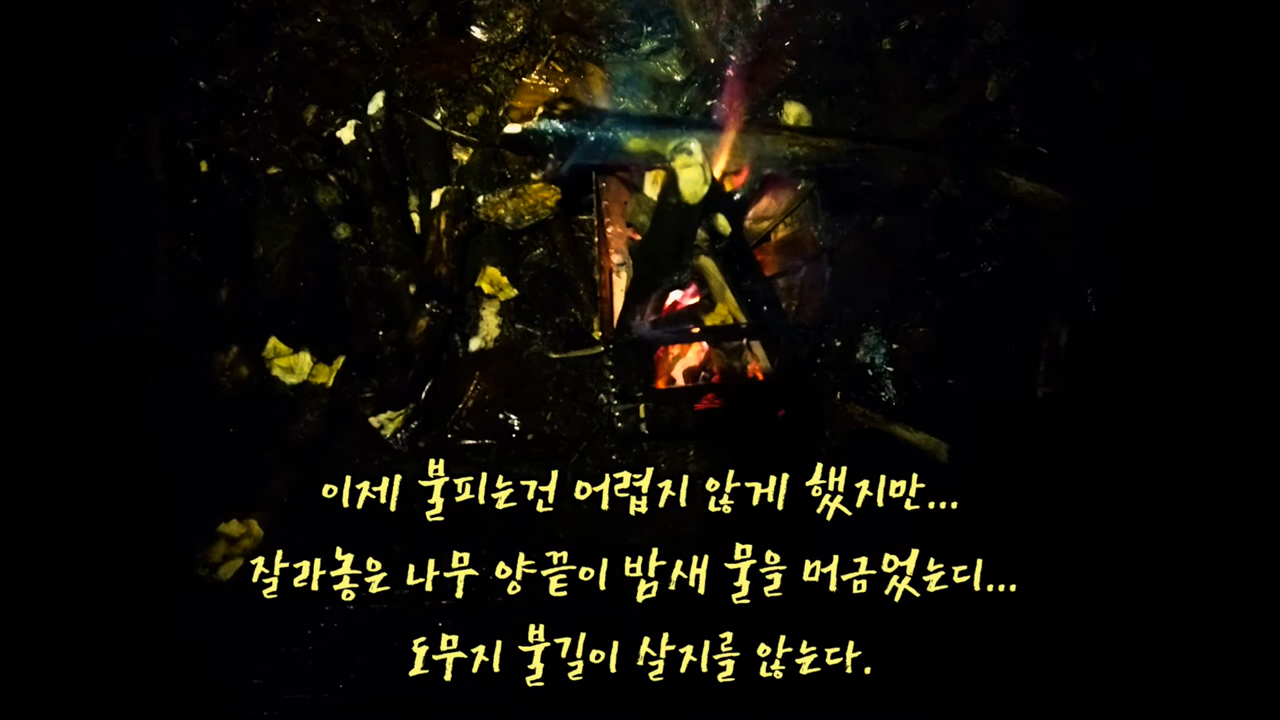 이제 불피는건 어렵지 않게 했지만...
잘라놓은 나무 양끝이 밤새 물을 머금었는디...
도무지 불길이 살지를 않는다.